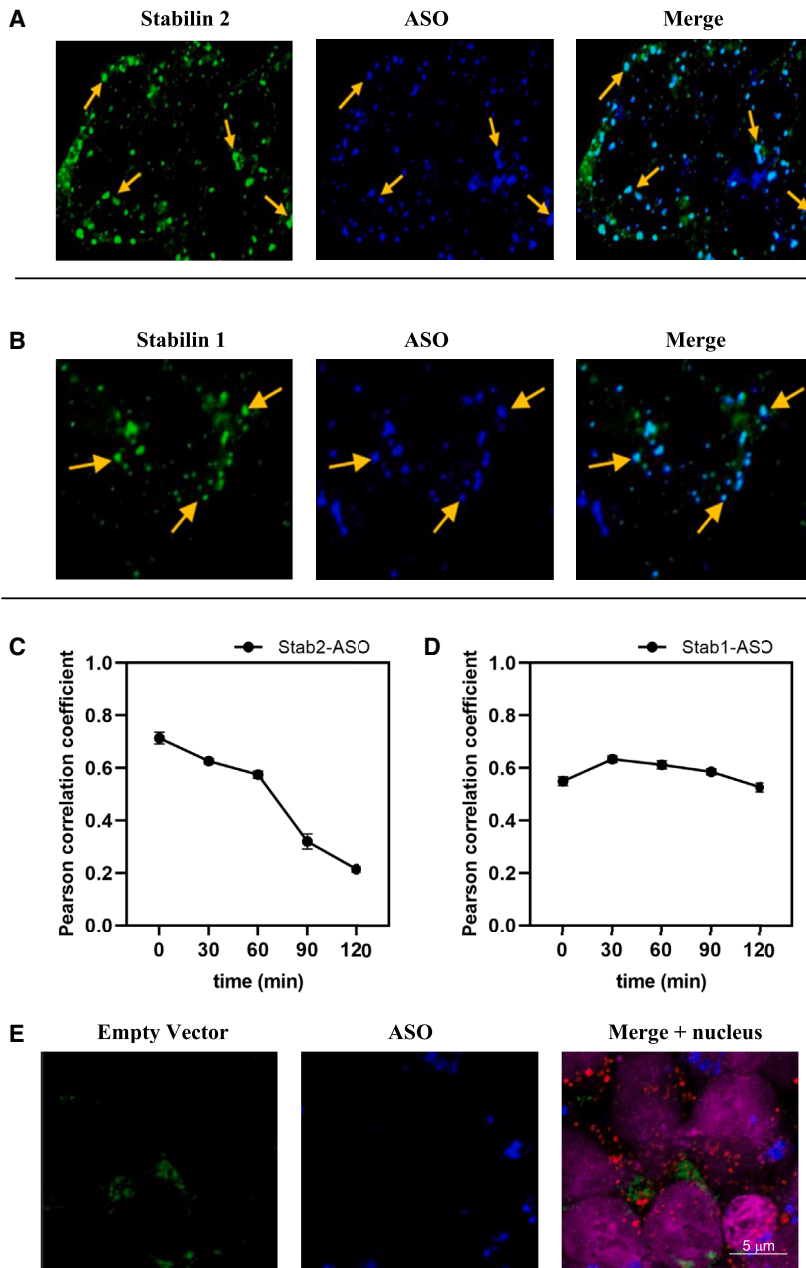 A
Stabilin 2 ASO Merge
B
Stabilin 1 ASO Merge
C
Stab2-ASO
Pearson correlation coefficient
1.0
0.8
0.6
0.4
0.2
0.0
0 30 60 90 120
time (min)
D
Stab1-ASO
Pearson correlation coefficient
1.0
0.8
0.6
0.4
0.2
0.0
0 30 60 90 120
time (min)
E
Empty Vector ASO Merge + nucleus
5 μm